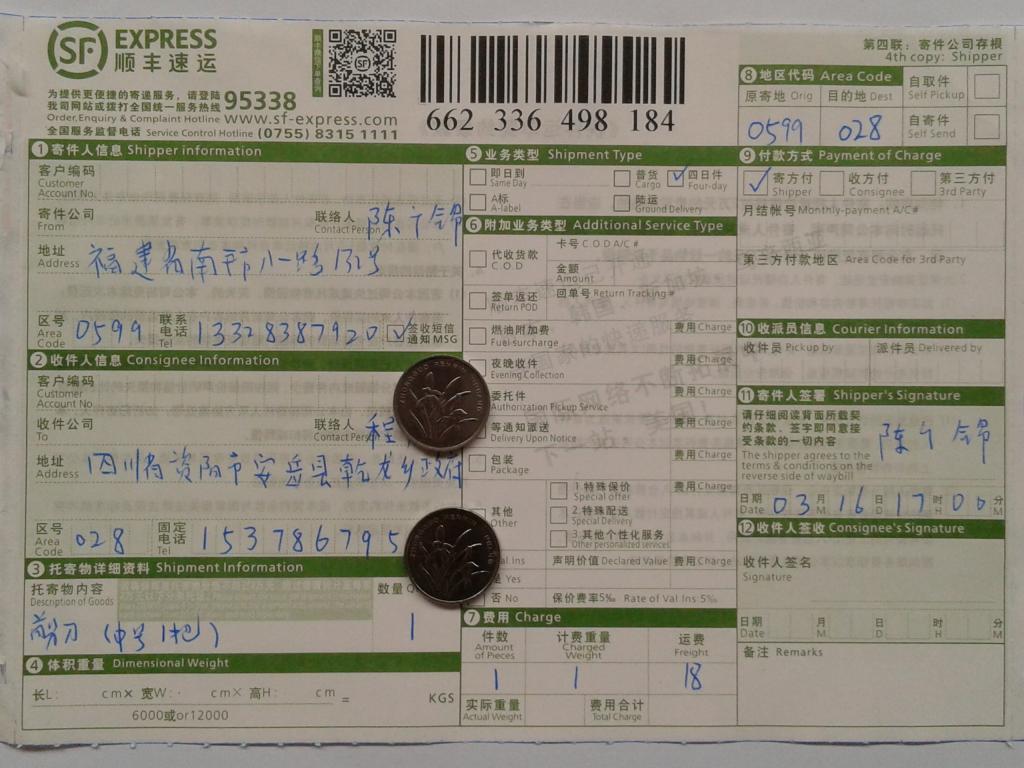 SF EXPRESS
顺丰速运
为提供更便捷的寄递服务,请登陆
我司网站或拨打全国统一服务热线 95338
Order,Enquiry & Complaint Hotline www.sf-express.com
全国服务监督电话 Service Control Hotline (0755) 8315 1111
662 336 498 184
第四联:寄件公司存根
4th copy: Shipper
8 地区代码 Area Code
原寄地 Orig 目的地 Dest
0599 028
自取件
Self Pickup
自寄件
Self Send
1 寄件人信息 Shipper information
客户编码
Customer
Account No.
寄件公司
From
联络人
Contact Person
陈 锦
地址
Address
福建省南平市八一路
区号
Area
Code
0599
联系
电话
Tel
13328387920
签收短信
通知MSG
2 收件人信息 Consignee Information
客户编码
Customer
Account No
收件公司
To
联络人
Contact Person
程
地址
Address
四川省资阳市安岳县乾龙乡政府
区号
Area
Code
028
固定
电话
Tel
1537867 95
3 托寄物详细资料 Shipment Information
托寄物内容
Description of Goods
数量
剪刀(中号1把)
1
4 体积重量 Dimensional Weight
长L: cm× 宽W: cm× 高H: cm = KGS
6000或or12000
5 业务类型 Shipment Type
即日到
Same Day
普货
Cargo
四日件
Four-day
A标
A-label
陆运
Ground Delivery
6 附加业务类型 Additional Service Type
代收货款
C.O.D
卡号 C.O.D A/C #
金额
Amount
签单返还
Return POD
回单号 Return Tracking #
燃油附加费
Fuel surcharge
费用 Charge
夜晚收件
Evening Collection
费用 Charge
委托件
Authorization Pickup Service
费用 Charge
等通知派送
Delivery Upon Notice
费用 Charge
包装
Package
费用 Charge
其他
Other
1.特殊保价
Special offer
费用 Charge
2.特殊配送
Special Delivery
费用 Charge
3.其他个性化服务
Other personalized services
费用 Charge
声明价值 Declared Value
费用 Charge
Yes
否 No
保价费率5‰ Rate of Val Ins:5‰
7 费用 Charge
件数
Amount
of Pieces
计费重量
Charged
Weight
运费
Freight
1 1 18
实际重量
Actual Weight
费用合计
Total Charge
9 付款方式 Payment of Charge
寄方付
Shipper
收方付
Consignee
第三方付
3rd Party
月结帐号 Monthly-payment A/C#
第三方付款地区 Area Code for 3rd Party
10 收派员信息 Courier Information
收件员 Pickup by
派件员 Delivered by
11 寄件人签署 Shipper's Signature
请仔细阅读背面所载契
约条款、签字即同意接
受条款的一切内容
The shipper agrees to the
terms & conditions on the
reverse side of waybill
陈 锦
日期
Date
03 月 16 日 17 时 00 分
M D H M
12 收件人签收 Consignee's Signature
收件人签名
Signature
日期
Date
月 日 时 分
M D H M
备注 Remarks